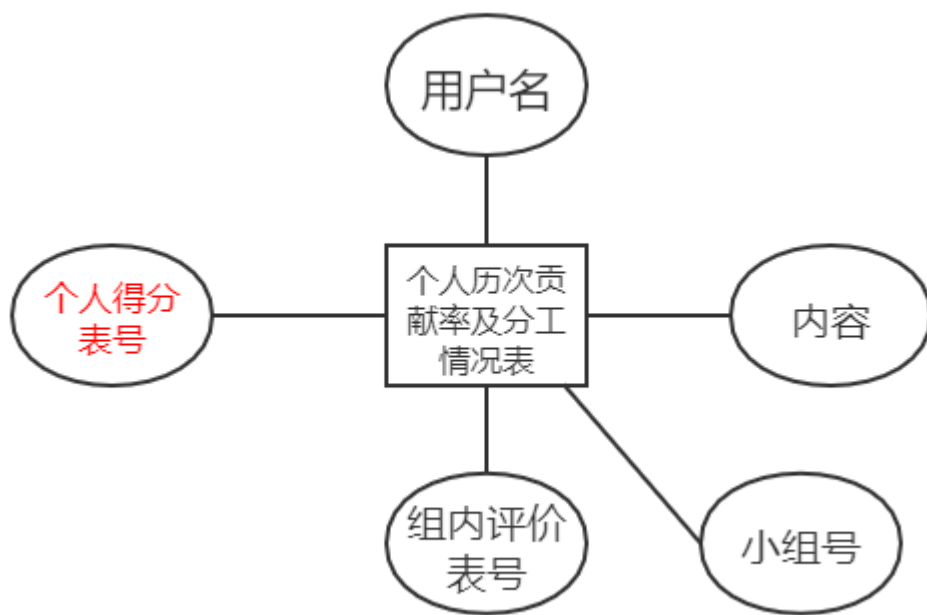 用户名
个人得分
表号
个人历次贡
献率及分工
情况表
内容
组内评价
表号
小组号